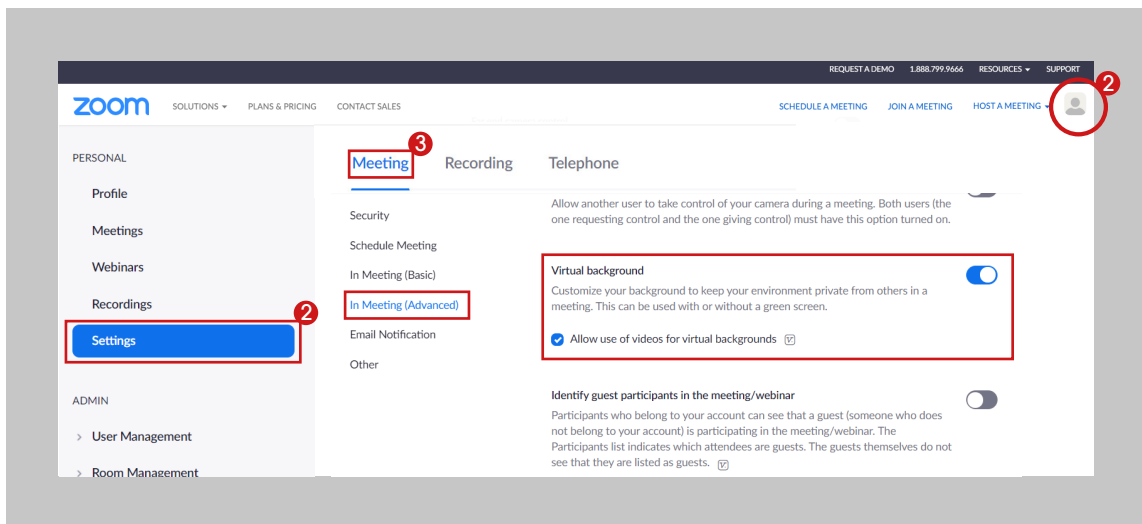 REQUEST A DEMO 1.888.799.9666 RESOURCES SUPPORT
2
zoom SOLUTIONS PLANS & PRICING CONTACT SALES SCHEDULE A MEETING JOIN A MEETING HOST A MEETING
PERSONAL
Profile
Meetings
Webinars
Recordings
2
Settings
ADMIN
User Management
Room Management
3
Meeting Recording Telephone
Security
Schedule Meeting
In Meeting (Basic)
In Meeting (Advanced)
Email Notification
Other
Allow another user to take control of your camera during a meeting. Both users (the
one requesting control and the one giving control) must have this option turned on.
Virtual background
Customize your background to keep your environment private from others in a
meeting. This can be used with or without a green screen.
Allow use of videos for virtual backgrounds
Identify guest participants in the meeting/webinar
Participants who belong to your account can see that a guest (someone who does
not belong to your account) is participating in the meeting/webinar. The
Participants list indicates which attendees are guests. The guests themselves do not
see that they are listed as guests.